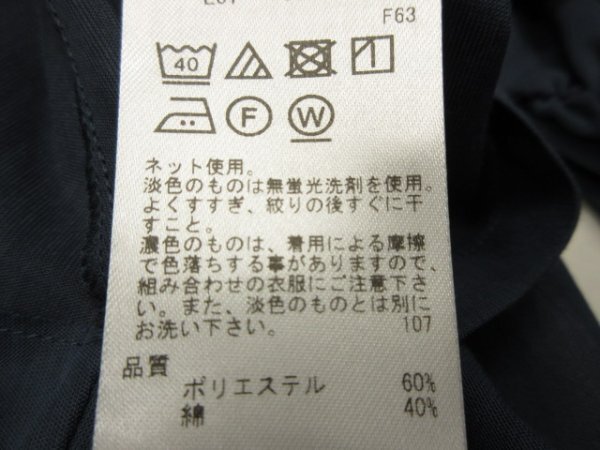 F63
40
F
W
ネット使用。
淡色のものは無蛍光洗剤を使用。
よくすすぎ、絞りの後すぐに干
すこと。
濃色のものは、着用による摩擦
で色落ちする事がありますので、
組み合わせの衣服にご注意下さ
い。また、淡色のものとは別に
お洗い下さい。 107
品質
ポリエステル 60%
綿 40%